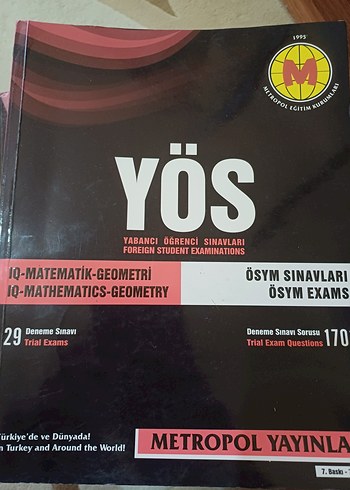 1995
M
METROPOL EĞİTİM KURUMLARI
YÖS
YABANCI ÖĞRENCİ SINAVLARI
FOREIGN STUDENT EXAMINATIONS
IQ-MATEMATİK-GEOMETRİ
IQ-MATHEMATICS-GEOMETRY
ÖSYM SINAVLARI
ÖSYM EXAMS
29 Deneme Sınavı
Trial Exams
Deneme Sınavı Sorusu 170
Trial Exam Questions
Türkiye'de ve Dünyada!
n Turkey and Around the World!
METROPOL YAYINLA
7. Baskı -